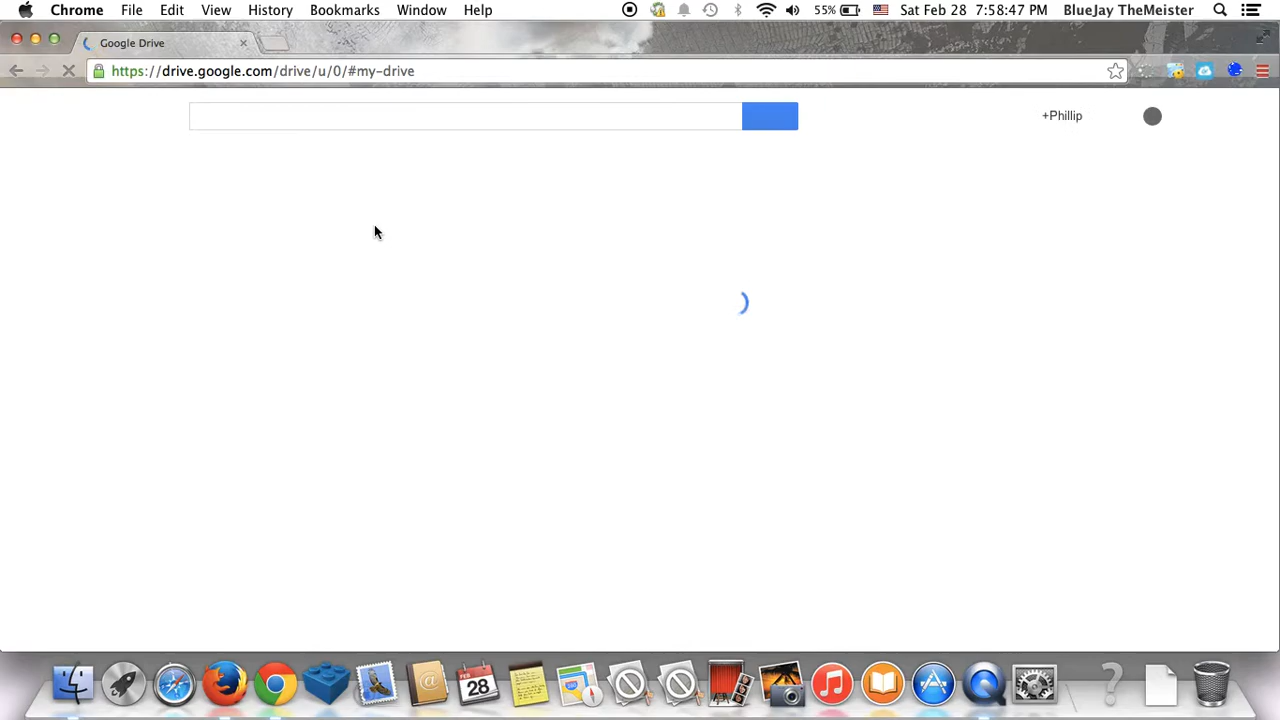 Chrome File Edit View History Bookmarks Window Help 55% Sat Feb 28 7:58:47 PM BlueJay TheMeister
Google Drive
https://drive.google.com/drive/u/0/#my-drive
+Phillip
FEB
28